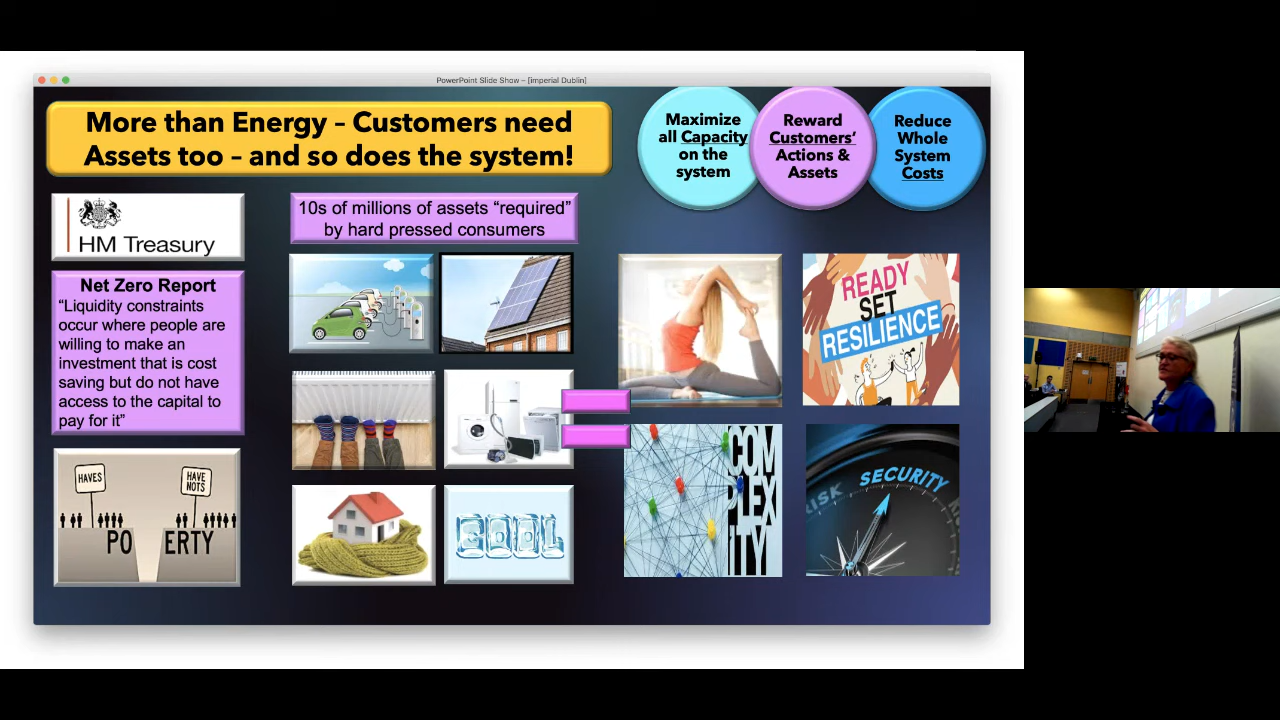 PowerPoint Slide Show – [imperial Dublin]
More than Energy – Customers need
Assets too – and so does the system!
Maximize
all Capacity
on the
system
Reward
Customers'
Actions &
Assets
Reduce
Whole
System
Costs
HM Treasury
Net Zero Report
“Liquidity constraints
occur where people are
willing to make an
investment that is cost
saving but do not have
access to the capital to
pay for it”
HAVES
HAVE
NOTS
PO ERTY
10s of millions of assets “required”
by hard pressed consumers
COOL
READY
SET
RESILIENCE
COM
PLEX
ITY
RISK
SECURITY